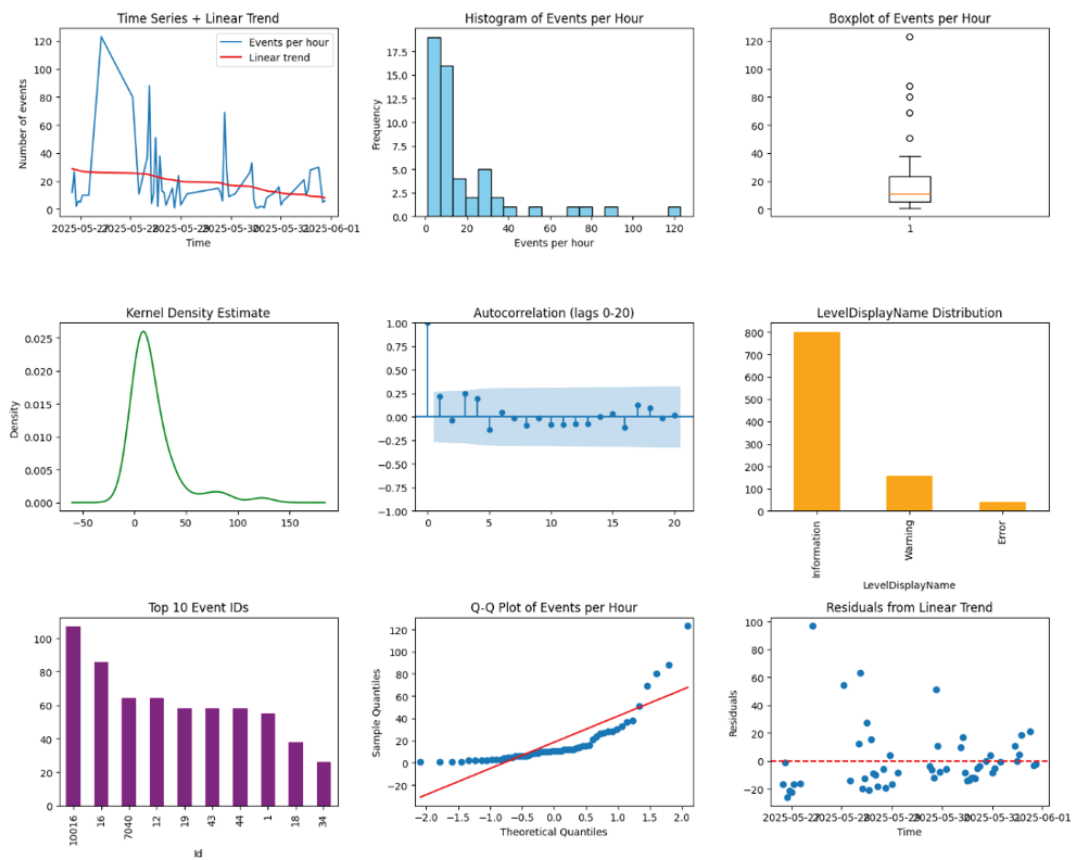 Time Series + Linear Trend
Number of events
120
100
80
60
40
20
0
Events per hour
Linear trend
2025-05-27 2025-05-28 2025-05-29 2025-05-30 2025-05-31 2025-06-01
Time
Histogram of Events per Hour
Frequency
17.5
15.0
12.5
10.0
7.5
5.0
2.5
0.0
0 20 40 60 80 100 120
Events per hour
Boxplot of Events per Hour
120
100
80
60
40
20
0
1
Kernel Density Estimate
Density
0.025
0.020
0.015
0.010
0.005
0.000
−50 0 50 100 150
Autocorrelation (lags 0-20)
1.00
0.75
0.50
0.25
0.00
−0.25
−0.50
−0.75
−1.00
0 5 10 15 20
LevelDisplayName Distribution
800
700
600
500
400
300
200
100
0
Information Warning Error
LevelDisplayName
Top 10 Event IDs
100
80
60
40
20
0
10016 16 7040 12 19 43 44 1 18 34
Id
Q-Q Plot of Events per Hour
Sample Quantiles
120
100
80
60
40
20
0
−20
−2.0 −1.5 −1.0 −0.5 0.0 0.5 1.0 1.5 2.0
Theoretical Quantiles
Residuals from Linear Trend
Residuals
100
80
60
40
20
0
−20
2025-05-27 2025-05-28 2025-05-29 2025-05-30 2025-05-31 2025-06-01
Time